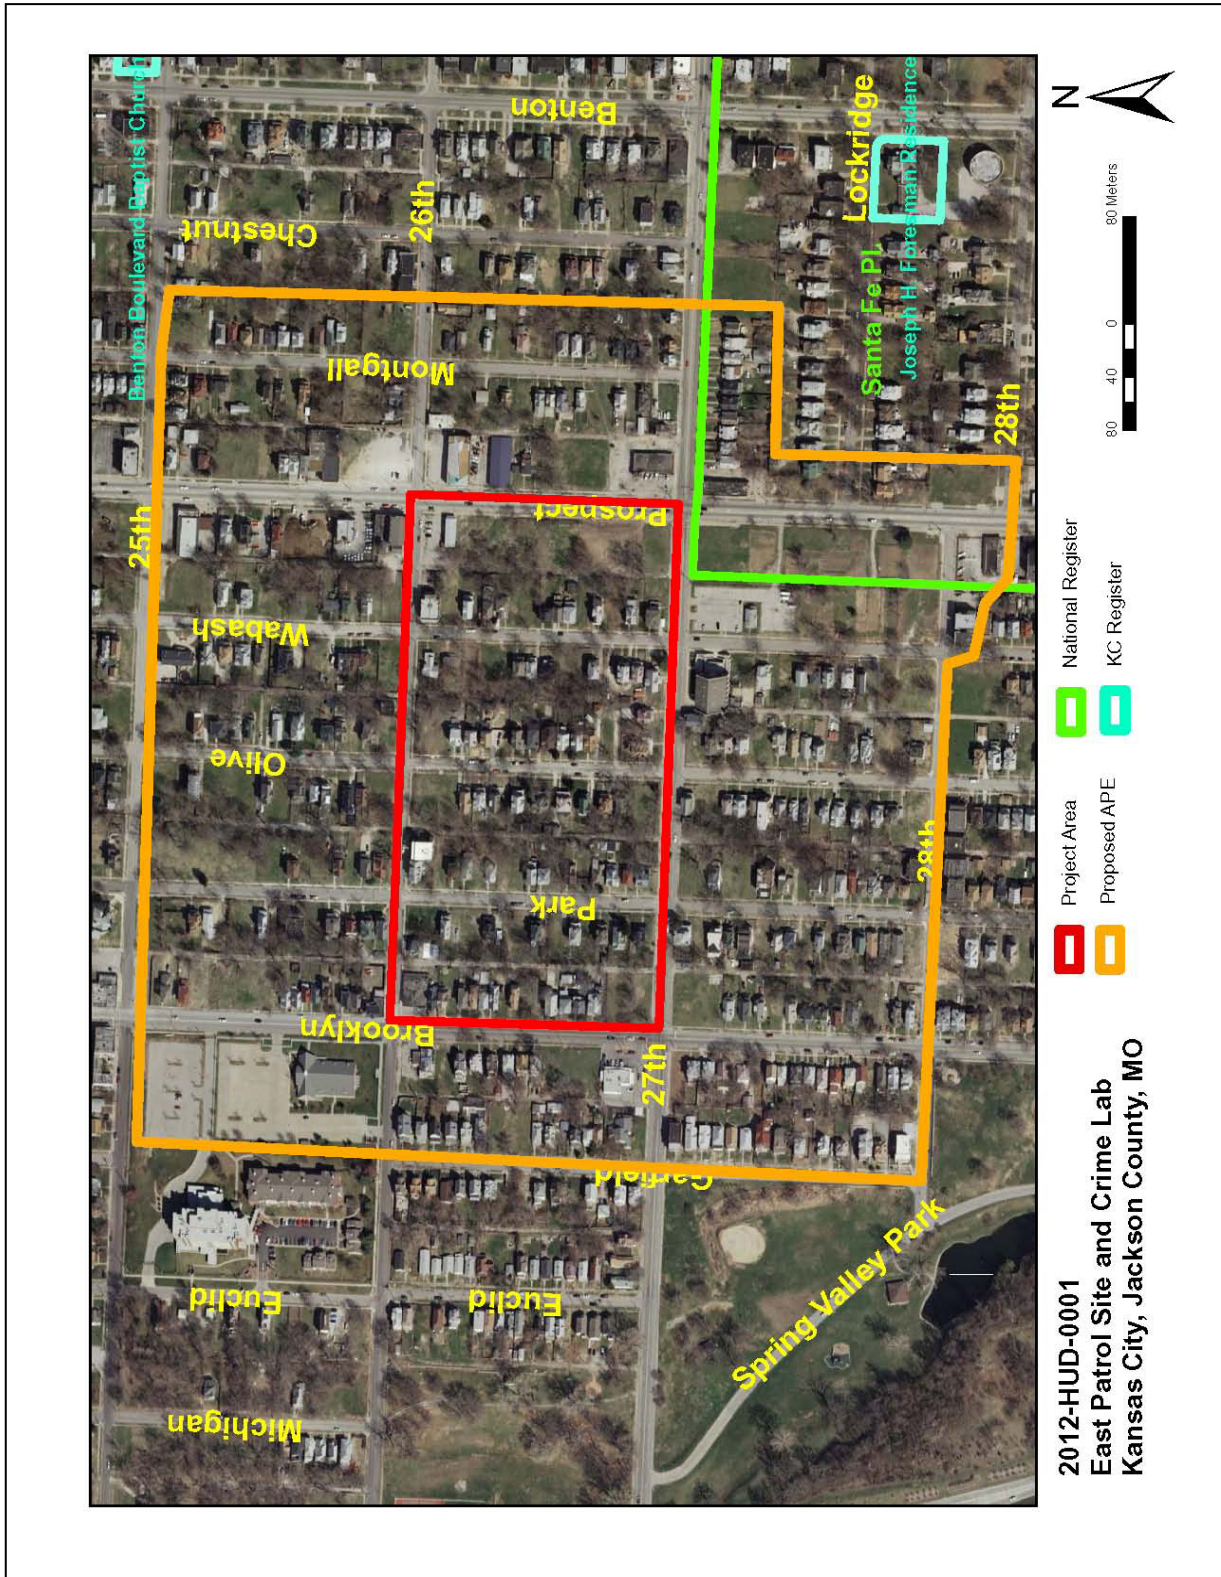 Benton Boulevard Baptist Church
25th
26th
27th
28th
28th
Michigan
Euclid
Euclid
Garfield
Brooklyn
Park
Olive
Wabash
Prospect
Montgall
Chestnut
Benton
Lockridge
Santa Fe Pl.
Joseph H. Foresman Residence
Spring Valley Park
2012-HUD-0001
East Patrol Site and Crime Lab
Kansas City, Jackson County, MO
Project Area
Proposed APE
National Register
KC Register
80 40 0 80 Meters
N